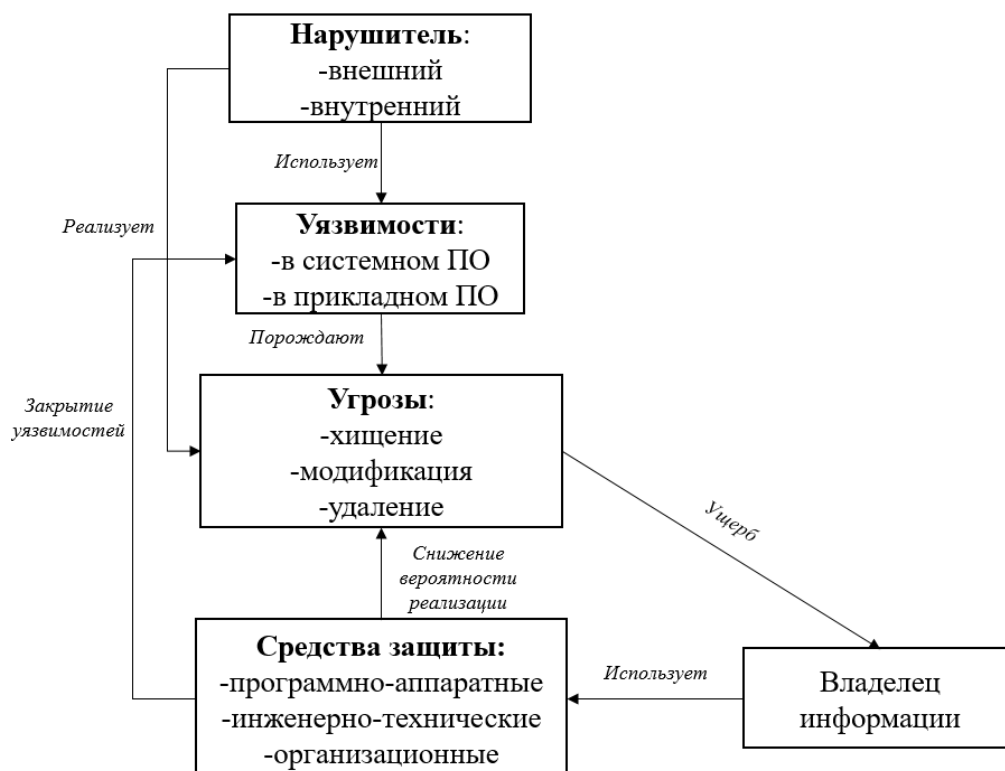 Нарушитель:
-внешний
-внутренний
Использует
Реализует
Уязвимости:
-в системном ПО
-в прикладном ПО
Порождают
Закрытие
уязвимостей
Угрозы:
-хищение
-модификация
-удаление
Ущерб
Снижение
вероятности
реализации
Средства защиты:
-программно-аппаратные
-инженерно-технические
-организационные
Использует
Владелец
информации